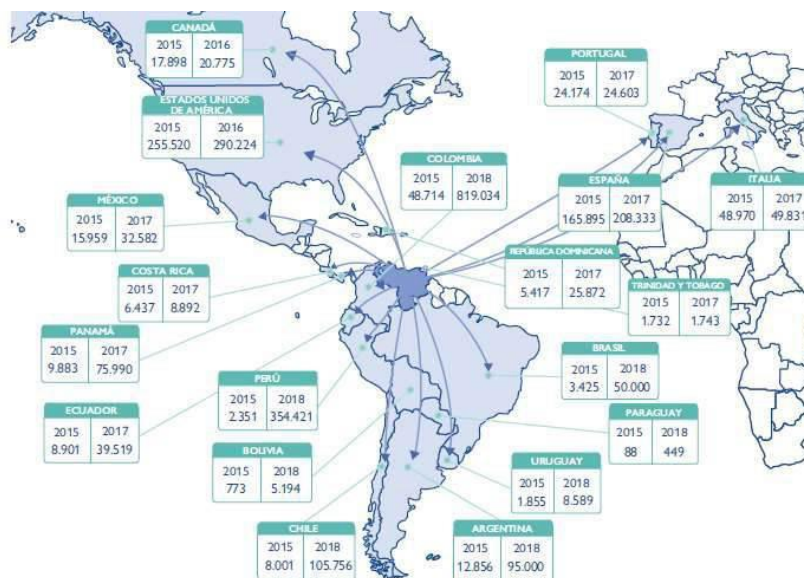 CANADÁ
2015 2016
17.898 20.775
ESTADOS UNIDOS
DE AMÉRICA
2015 2016
255.520 290.224
MÉXICO
2015 2017
15.959 32.582
COSTA RICA
2015 2017
6.437 8.892
PANAMÁ
2015 2017
9.883 75.990
ECUADOR
2015 2017
8.901 39.519
PERÚ
2015 2018
2.351 354.421
BOLIVIA
2015 2018
773 5.194
CHILE
2015 2018
8.001 105.756
COLOMBIA
2015 2018
48.714 819.034
PORTUGAL
2015 2017
24.174 24.603
ESPAÑA
2015 2017
165.895 208.333
ITALIA
2015 2017
48.970 49.831
REPÚBLICA DOMINICANA
2015 2017
5.417 25.872
TRINIDAD Y TOBAGO
2015 2017
1.732 1.743
BRASIL
2015 2018
3.425 50.000
PARAGUAY
2015 2018
88 449
URUGUAY
2015 2018
1.855 8.589
ARGENTINA
2015 2018
12.856 95.000